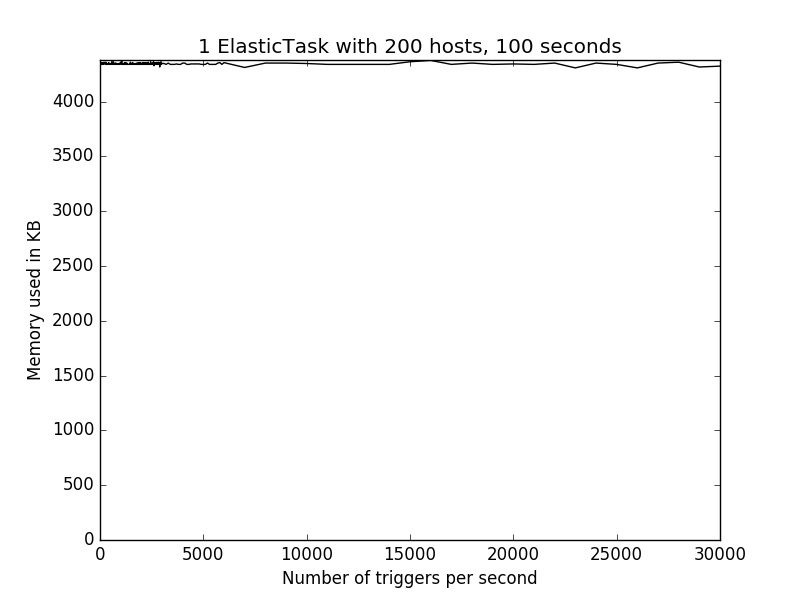 1 ElasticTask with 200 hosts, 100 seconds
Memory used in KB
4000
3500
3000
2500
2000
1500
1000
500
0
0 5000 10000 15000 20000 25000 30000
Number of triggers per second